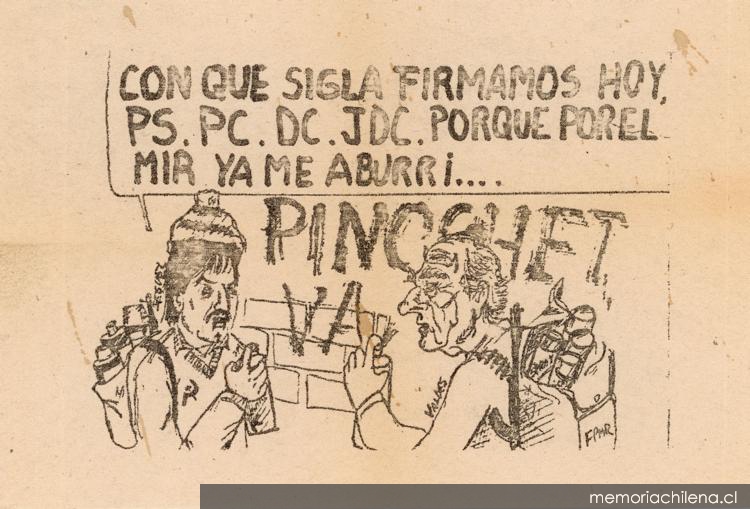 CON QUE SIGLA FIRMAMOS HOY,
PS. PC. DC. JDC. PORQUE POR EL
MIR YA ME ABURRí....
PINOCHET
VA
FPMR
memoriachilena.cl